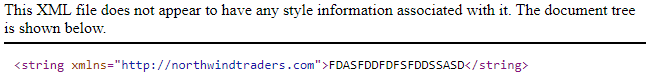 This XML file does not appear to have any style information associated with it. The document tree
is shown below.
<string xmlns="http://northwindtraders.com">FDASFDDFDFSFDDSSASD</string>